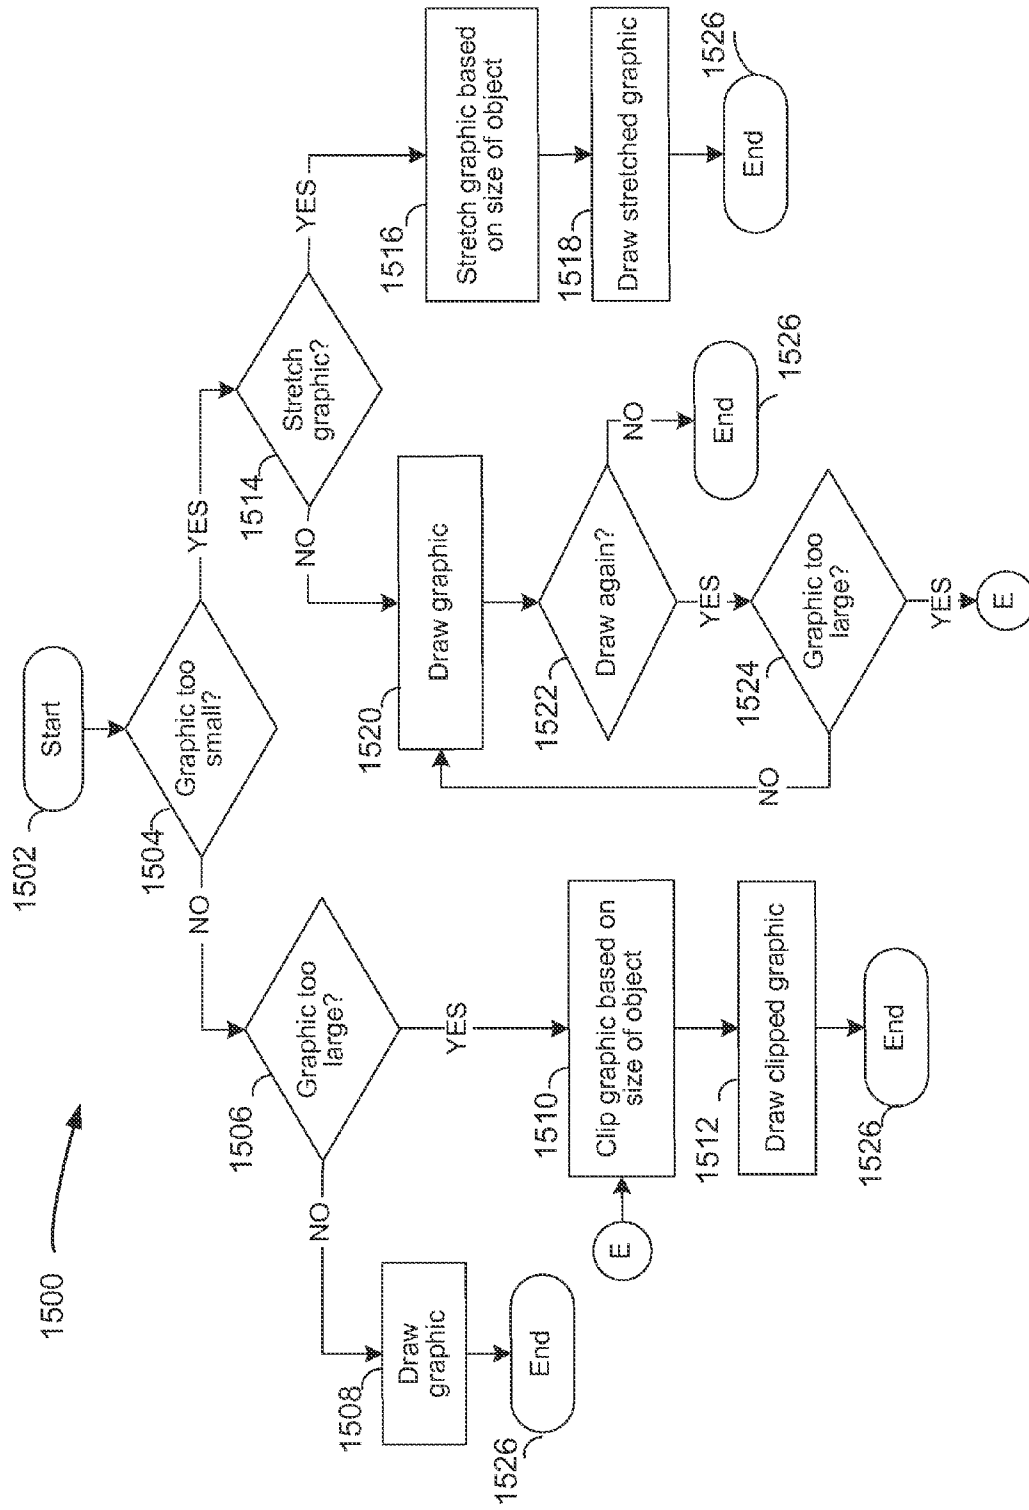 1500
1502
Start
1504
Graphic too
small?
NO
YES
1506
Graphic too
large?
NO
YES
1508
Draw
graphic
1526
End
E
1510
Clip graphic based on
size of object
1512
Draw clipped graphic
1526
End
1514
Stretch
graphic?
NO
YES
1520
Draw graphic
1522
Draw again?
NO
1526
End
YES
1524
Graphic too
large?
NO
YES
E
1516
Stretch graphic based
on size of object
1518
Draw stretched graphic
1526
End